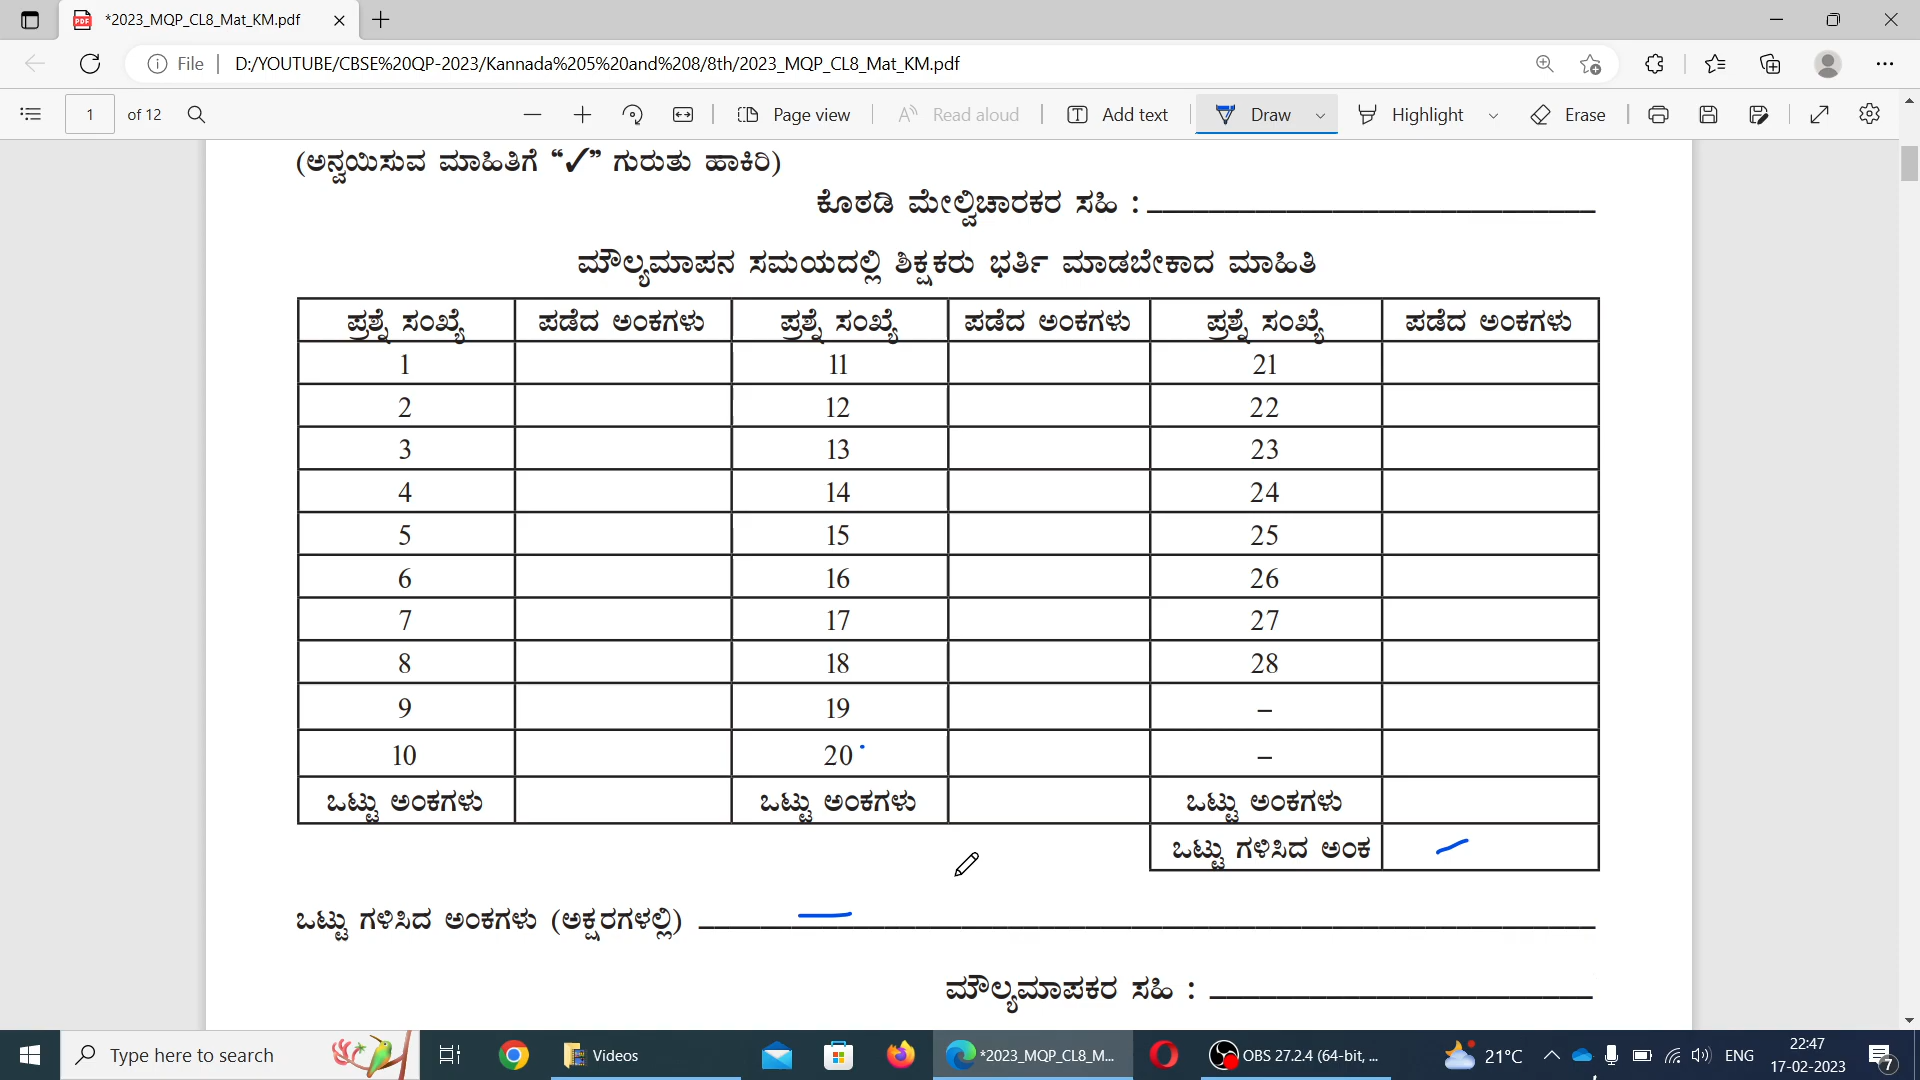 *2023_MQP_CL8_Mat_KM.pdf
File | D:/YOUTUBE/CBSE%20QP-2023/Kannada%205%20and%208/8th/2023_MQP_CL8_Mat_KM.pdf
1 of 12 Page view Read aloud Add text Draw Highlight Erase
(ಅನ್ವಯಿಸುವ ಮಾಹಿತಿಗೆ “✓” ಗುರುತು ಹಾಕಿರಿ)
ಕೊಠಡಿ ಮೇಲ್ವಿಚಾರಕರ ಸಹಿ :
ಮೌಲ್ಯಮಾಪನ ಸಮಯದಲ್ಲಿ ಶಿಕ್ಷಕರು ಭರ್ತಿ ಮಾಡಬೇಕಾದ ಮಾಹಿತಿ
ಪ್ರಶ್ನೆ ಸಂಖ್ಯೆ ಪಡೆದ ಅಂಕಗಳು ಪ್ರಶ್ನೆ ಸಂಖ್ಯೆ ಪಡೆದ ಅಂಕಗಳು ಪ್ರಶ್ನೆ ಸಂಖ್ಯೆ ಪಡೆದ ಅಂಕಗಳು
1 11 21
2 12 22
3 13 23
4 14 24
5 15 25
6 16 26
7 17 27
8 18 28
9 19 –
10 20 –
ಒಟ್ಟು ಅಂಕಗಳು ಒಟ್ಟು ಅಂಕಗಳು ಒಟ್ಟು ಅಂಕಗಳು
ಒಟ್ಟು ಗಳಿಸಿದ ಅಂಕ
ಒಟ್ಟು ಗಳಿಸಿದ ಅಂಕಗಳು (ಅಕ್ಷರಗಳಲ್ಲಿ)
ಮೌಲ್ಯಮಾಪಕರ ಸಹಿ :
Type here to search Videos *2023_MQP_CL8_M... OBS 27.2.4 (64-bit, ... 21°C ENG 22:47
17-02-2023 7